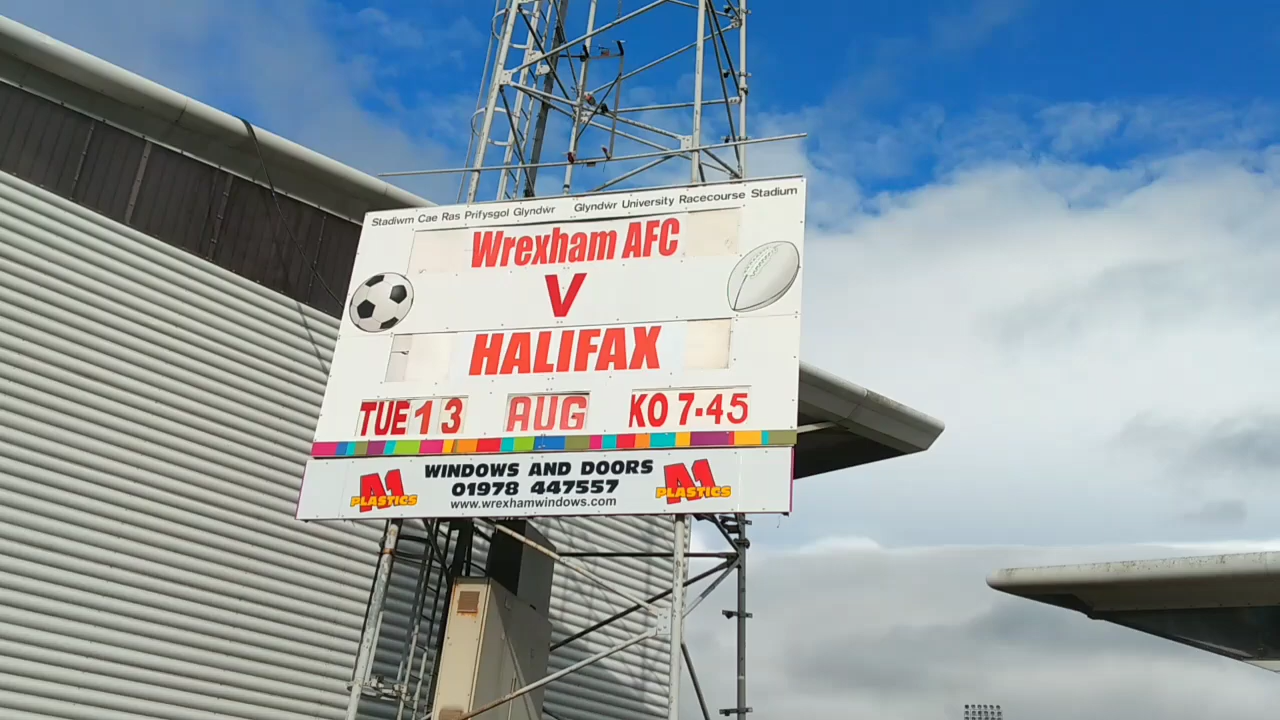 Stadiwm Cae Ras Prifysgol Glyndwr Glyndwr University Racecourse Stadium
Wrexham AFC
V
HALIFAX
TUE 13 AUG KO 7·45
WINDOWS AND DOORS
A1 PLASTICS 01978 447557 A1 PLASTICS
www.wrexhamwindows.com